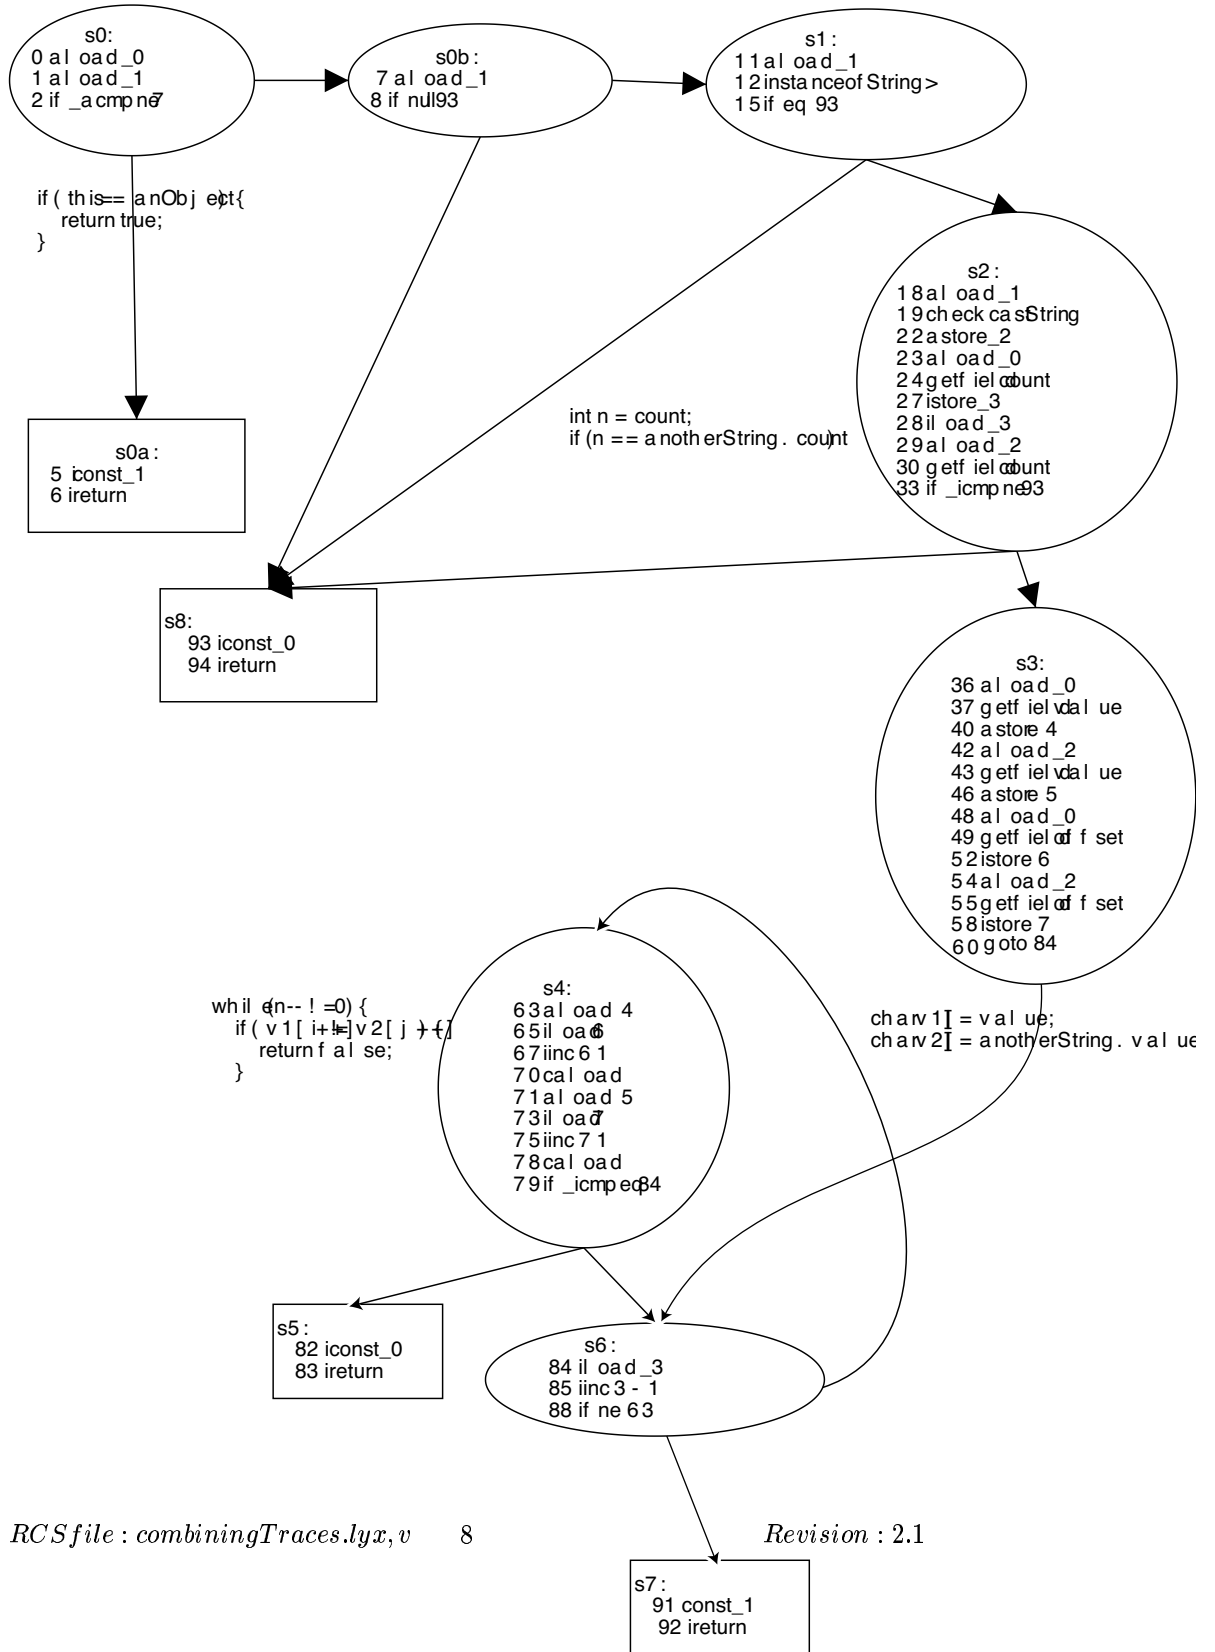 s0:
0 aload_0
1 aload_1
2 if_acmpne 7
s0b:
7 aload_1
8 ifnull 93
s1:
11 aload_1
12 instanceof String>
15 ifeq 93
if ( this == anObject ) {
return true;
}
s2:
18 aload_1
19 checkcast String
22 astore_2
23 aload_0
24 getfield count
27 istore_3
28 iload_3
29 aload_2
30 getfield count
33 if_icmpne 93
int n = count;
if (n == anotherString.count)
s0a:
5 iconst_1
6 ireturn
s8:
93 iconst_0
94 ireturn
s3:
36 aload_0
37 getfield value
40 astore 4
42 aload_2
43 getfield value
46 astore 5
48 aload_0
49 getfield offset
52 istore 6
54 aload_2
55 getfield offset
58 istore 7
60 goto 84
while (n-- != 0) {
if ( v1[ i++] != v2[ j++] {
return false;
}
s4:
63 aload 4
65 iload 6
67 iinc 6 1
70 caload
71 aload 5
73 iload 7
75 iinc 7 1
78 caload
79 if_icmpeq 84
char v1[] = value;
char v2[] = anotherString.value
s5:
82 iconst_0
83 ireturn
s6:
84 iload_3
85 iinc 3 -1
88 ifne 63
RCSfile : combiningTraces.lyx, v 8 Revision : 2.1
s7:
91 const_1
92 ireturn